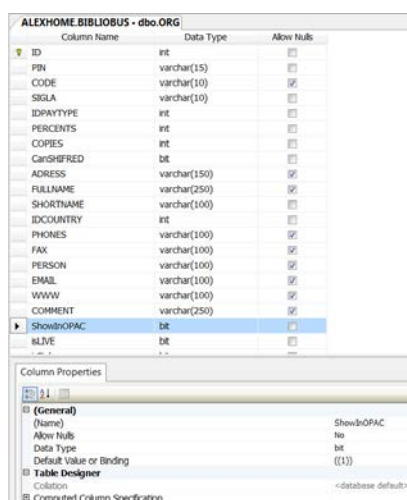 ALEXHOME.BIBLIOBUS - dbo.ORG
Column Name Data Type Allow Nulls
ID int
PIN varchar(15)
CODE varchar(10)
SIGLA varchar(10)
IDPAYTYPE int
PERCENTS int
COPIES int
CanSHIFRED bit
ADRESS varchar(150)
FULLNAME varchar(250)
SHORTNAME varchar(100)
IDCOUNTRY int
PHONES varchar(100)
FAX varchar(100)
PERSON varchar(100)
EMAIL varchar(100)
WWW varchar(100)
COMMENT varchar(250)
ShowInOPAC bit
isLIVE bit
Column Properties
(General)
(Name) ShowInOPAC
Allow Nulls No
Data Type bit
Default Value or Binding ((1))
Table Designer
Collation <database default>
Computed Column Specification